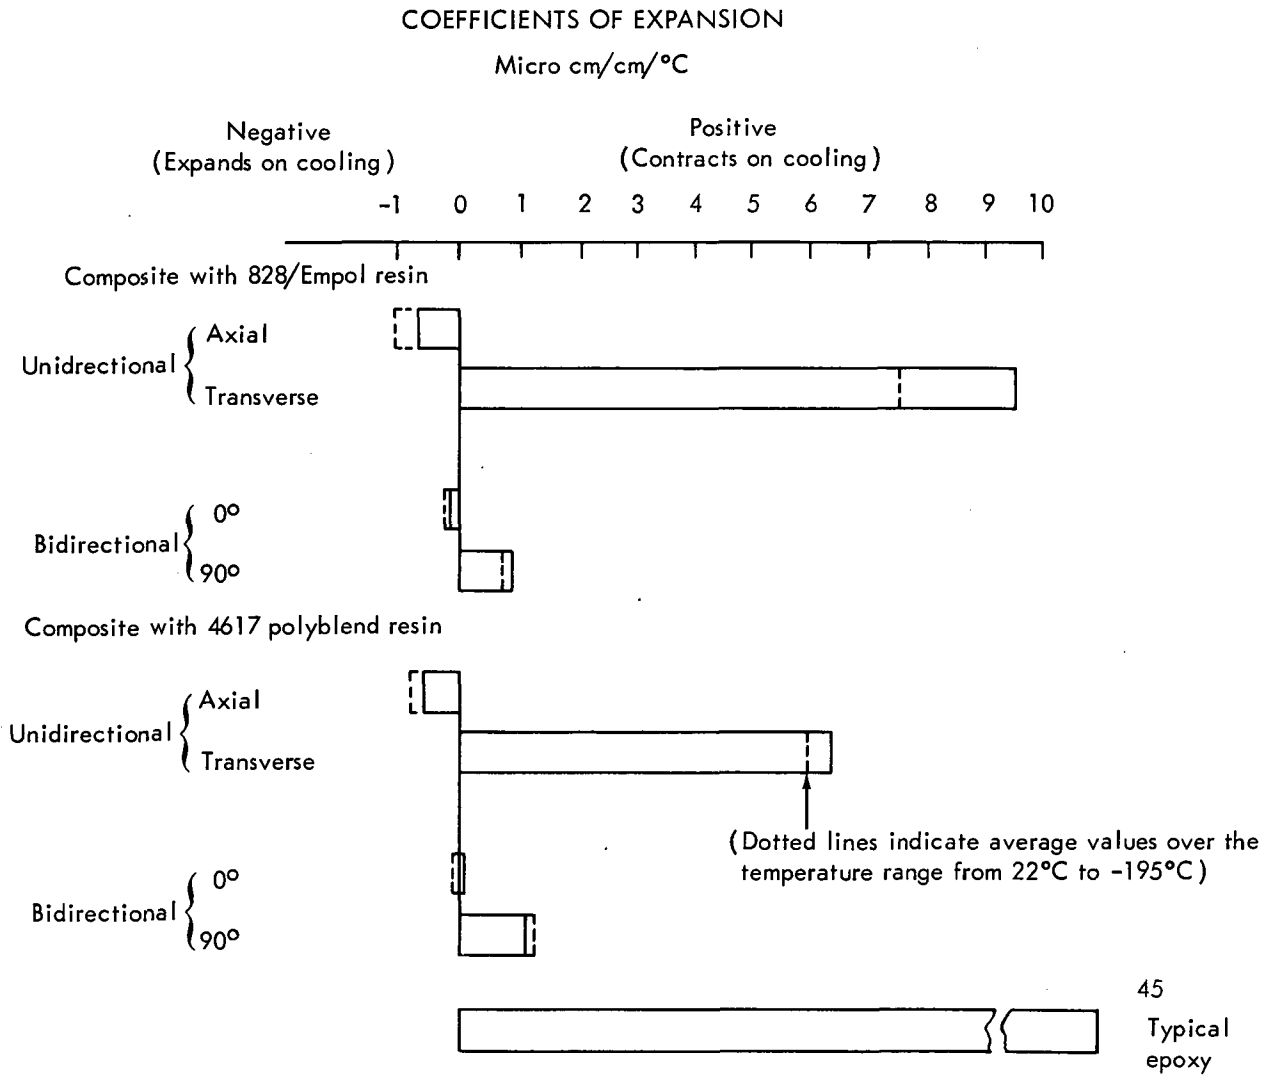 COEFFICIENTS OF EXPANSION
Micro cm/cm/°C
Negative
(Expands on cooling)
Positive
(Contracts on cooling)
-1 0 1 2 3 4 5 6 7 8 9 10
Composite with 828/Empol resin
Axial
Unidrectional
Transverse
0°
Bidirectional
90°
Composite with 4617 polyblend resin
Axial
Unidirectional
Transverse
(Dotted lines indicate average values over the
temperature range from 22°C to -195°C)
0°
Bidirectional
90°
45
Typical
epoxy